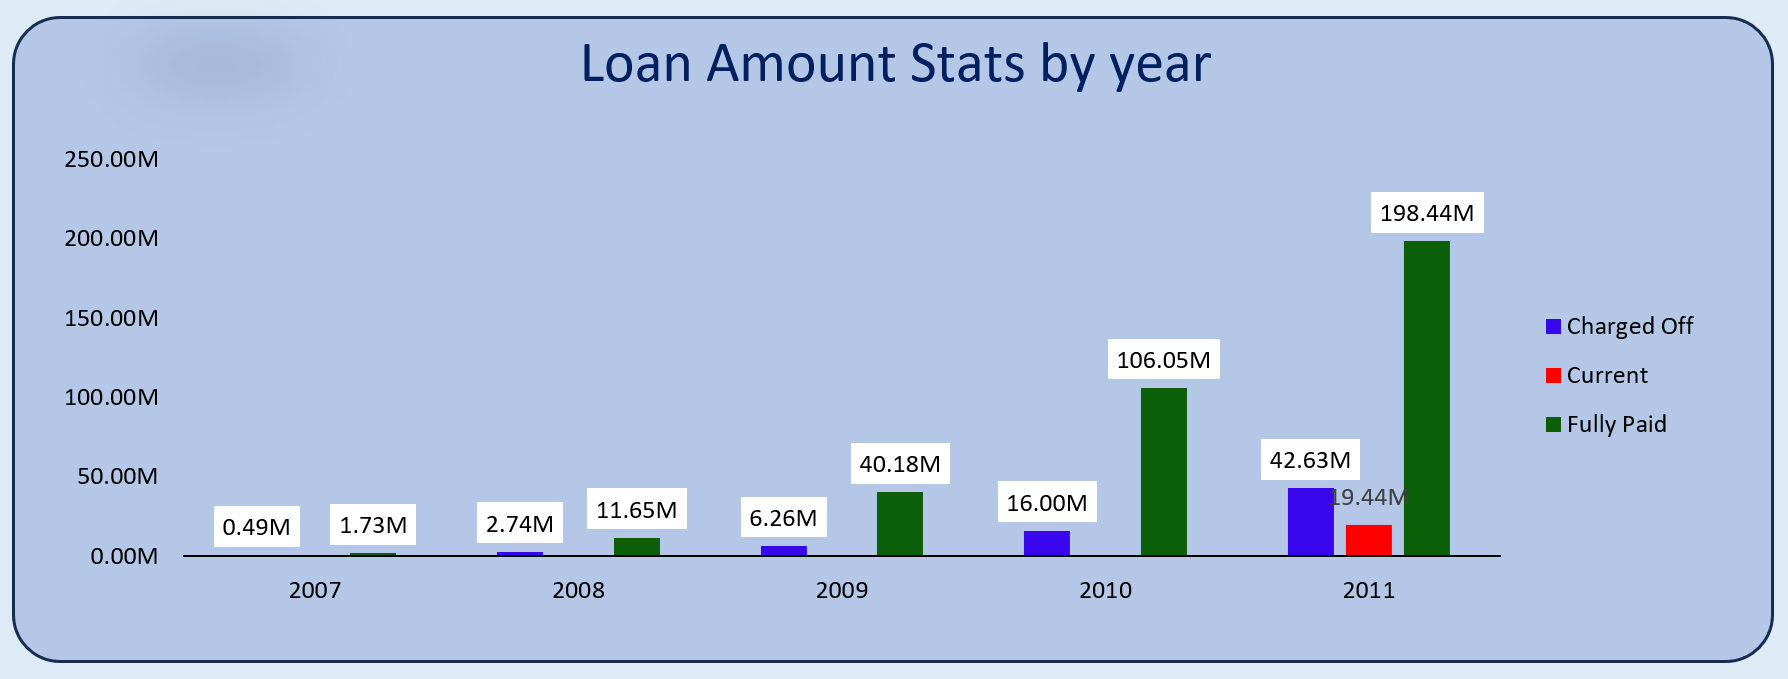 Loan Amount Stats by year
250.00M
200.00M
150.00M
100.00M
50.00M
0.00M
0.49M
1.73M
2.74M
11.65M
6.26M
40.18M
16.00M
106.05M
42.63M
19.44M
198.44M
2007
2008
2009
2010
2011
Charged Off
Current
Fully Paid